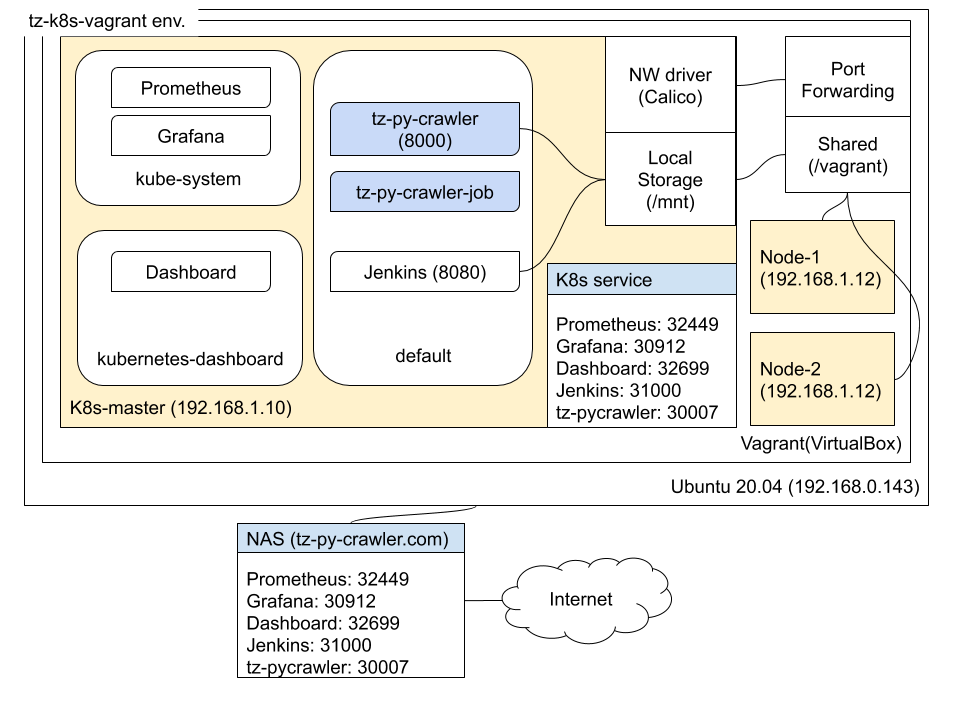 tz-k8s-vagrant env.
Prometheus
Grafana
kube-system
Dashboard
kubernetes-dashboard
K8s-master (192.168.1.10)
tz-py-crawler
(8000)
tz-py-crawler-job
Jenkins (8080)
default
NW driver
(Calico)
Local
Storage
(/mnt)
K8s service
Prometheus: 32449
Grafana: 30912
Dashboard: 32699
Jenkins: 31000
tz-pycrawler: 30007
Port
Forwarding
Shared
(/vagrant)
Node-1
(192.168.1.12)
Node-2
(192.168.1.12)
Vagrant(VirtualBox)
Ubuntu 20.04 (192.168.0.143)
NAS (tz-py-crawler.com)
Prometheus: 32449
Grafana: 30912
Dashboard: 32699
Jenkins: 31000
tz-pycrawler: 30007
Internet